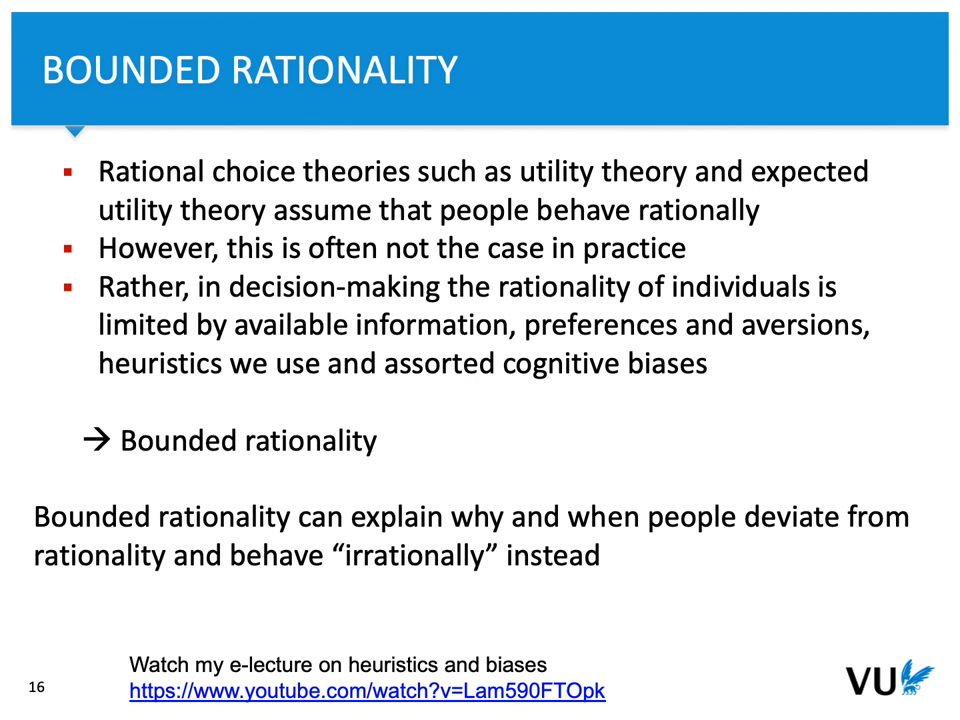 BOUNDED RATIONALITY
▪ Rational choice theories such as utility theory and expected
utility theory assume that people behave rationally
▪ However, this is often not the case in practice
▪ Rather, in decision-making the rationality of individuals is
limited by available information, preferences and aversions,
heuristics we use and assorted cognitive biases
→ Bounded rationality
Bounded rationality can explain why and when people deviate from
rationality and behave “irrationally” instead
Watch my e-lecture on heuristics and biases
https://www.youtube.com/watch?v=Lam590FTOpk
16
VU